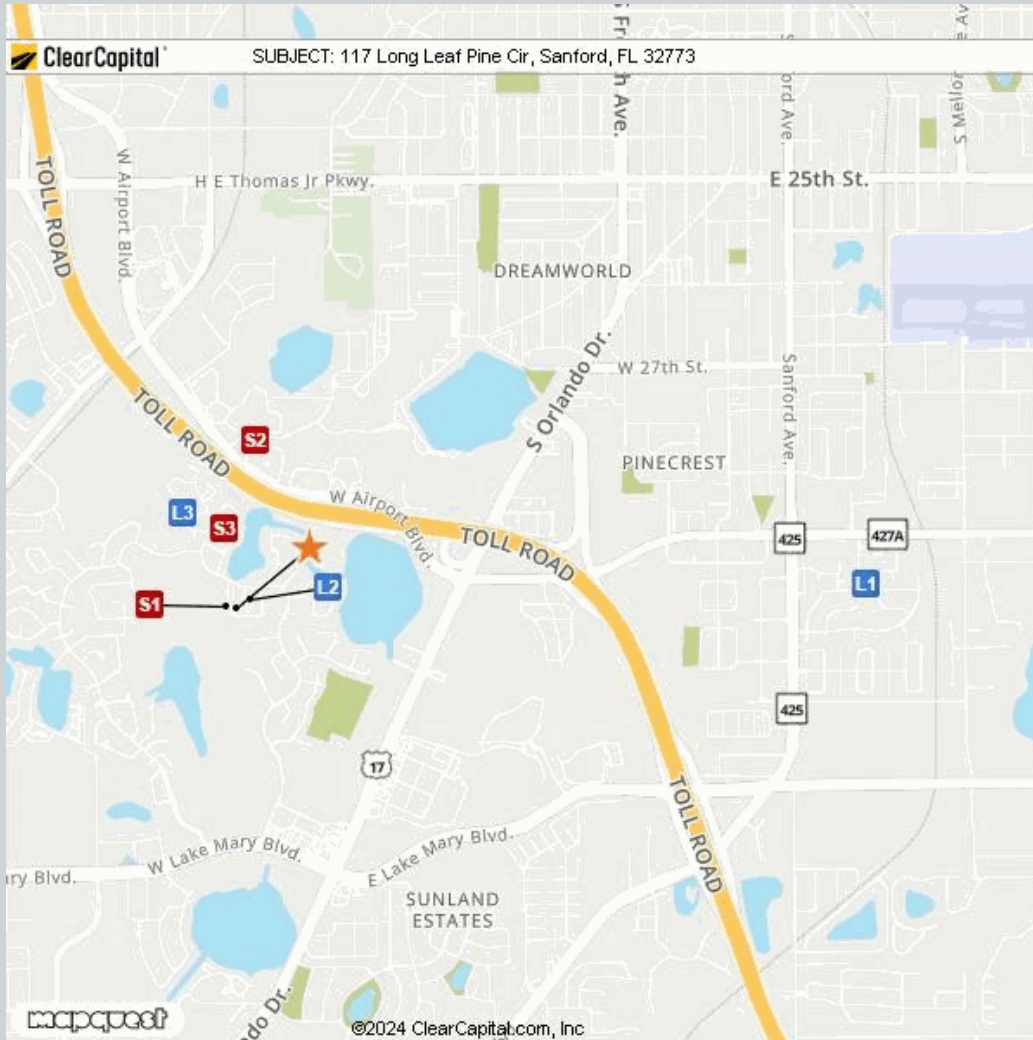 ClearCapital
SUBJECT: 117 Long Leaf Pine Cir, Sanford, FL 32773
TOLL ROAD
W Airport Blvd.
H E Thomas Jr Pkwy.
E 25th St.
DREAMWORLD
S Orlando Dr.
W 27th St.
Sanford Ave.
TOLL ROAD
S2
PINECREST
L3
S3
W Airport Blvd.
TOLL ROAD
425
427A
L2
L1
S1
425
17
TOLL ROAD
W Lake Mary Blvd.
E Lake Mary Blvd.
SUNLAND
ESTATES
mapquest
©2024 ClearCapital.com, Inc